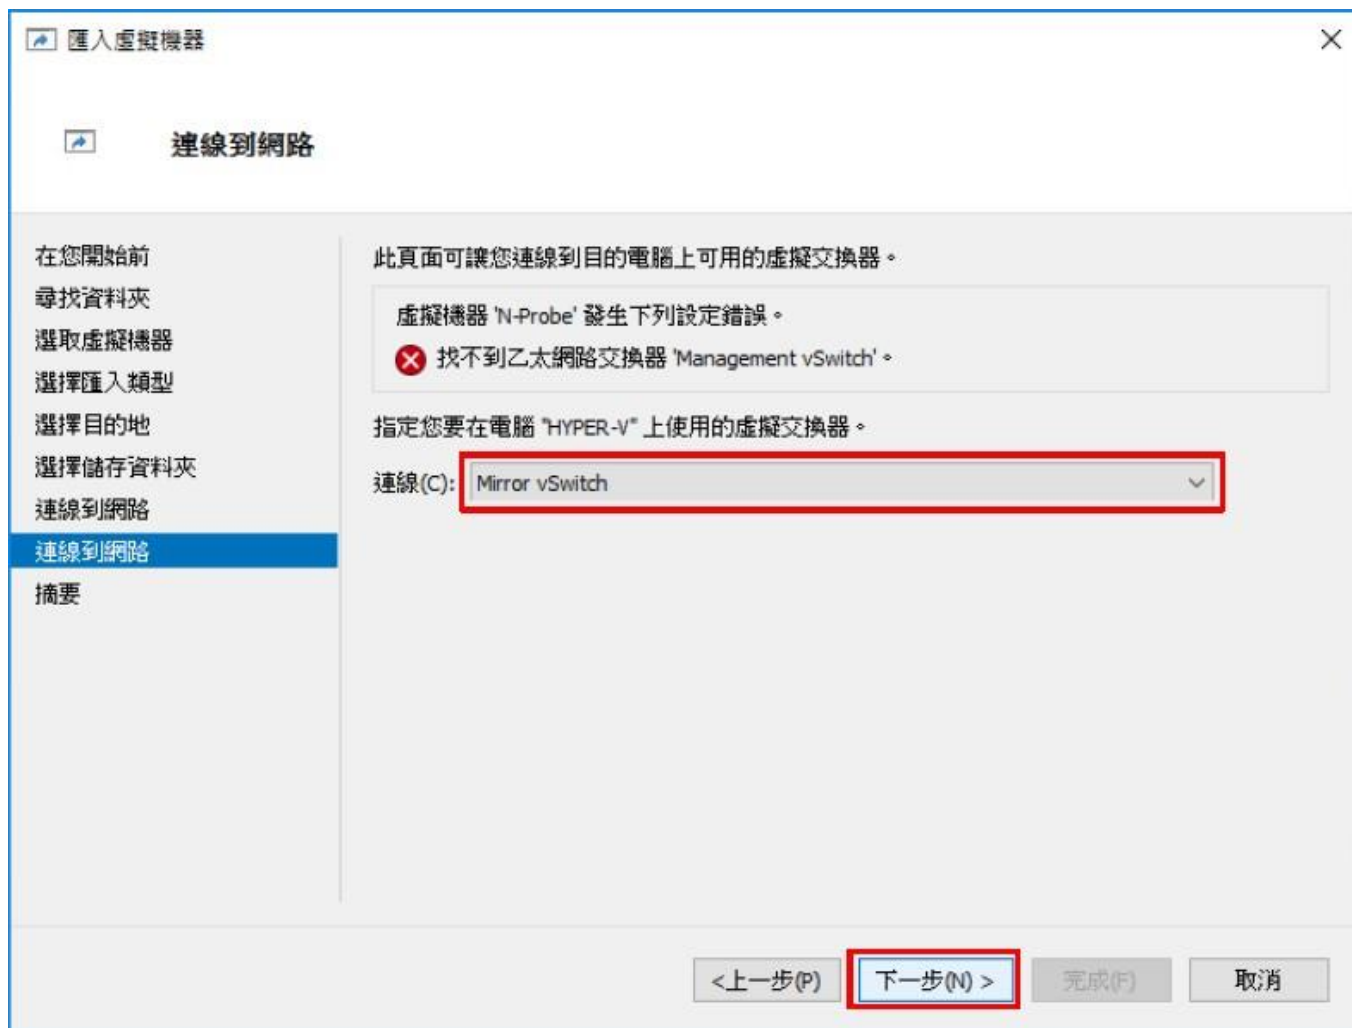 匯入虛擬機器
連線到網路
在您開始前
尋找資料夾
選取虛擬機器
選擇匯入類型
選擇目的地
選擇儲存資料夾
連線到網路
連線到網路
摘要
此頁面可讓您連線到目的電腦上可用的虛擬交換器。
虛擬機器 'N-Probe' 發生下列設定錯誤。
找不到乙太網路交換器 'Management vSwitch'。
指定您要在電腦 "HYPER-V" 上使用的虛擬交換器。
連線(C): Mirror vSwitch
<上一步(P) 下一步(N) > 完成(F) 取消